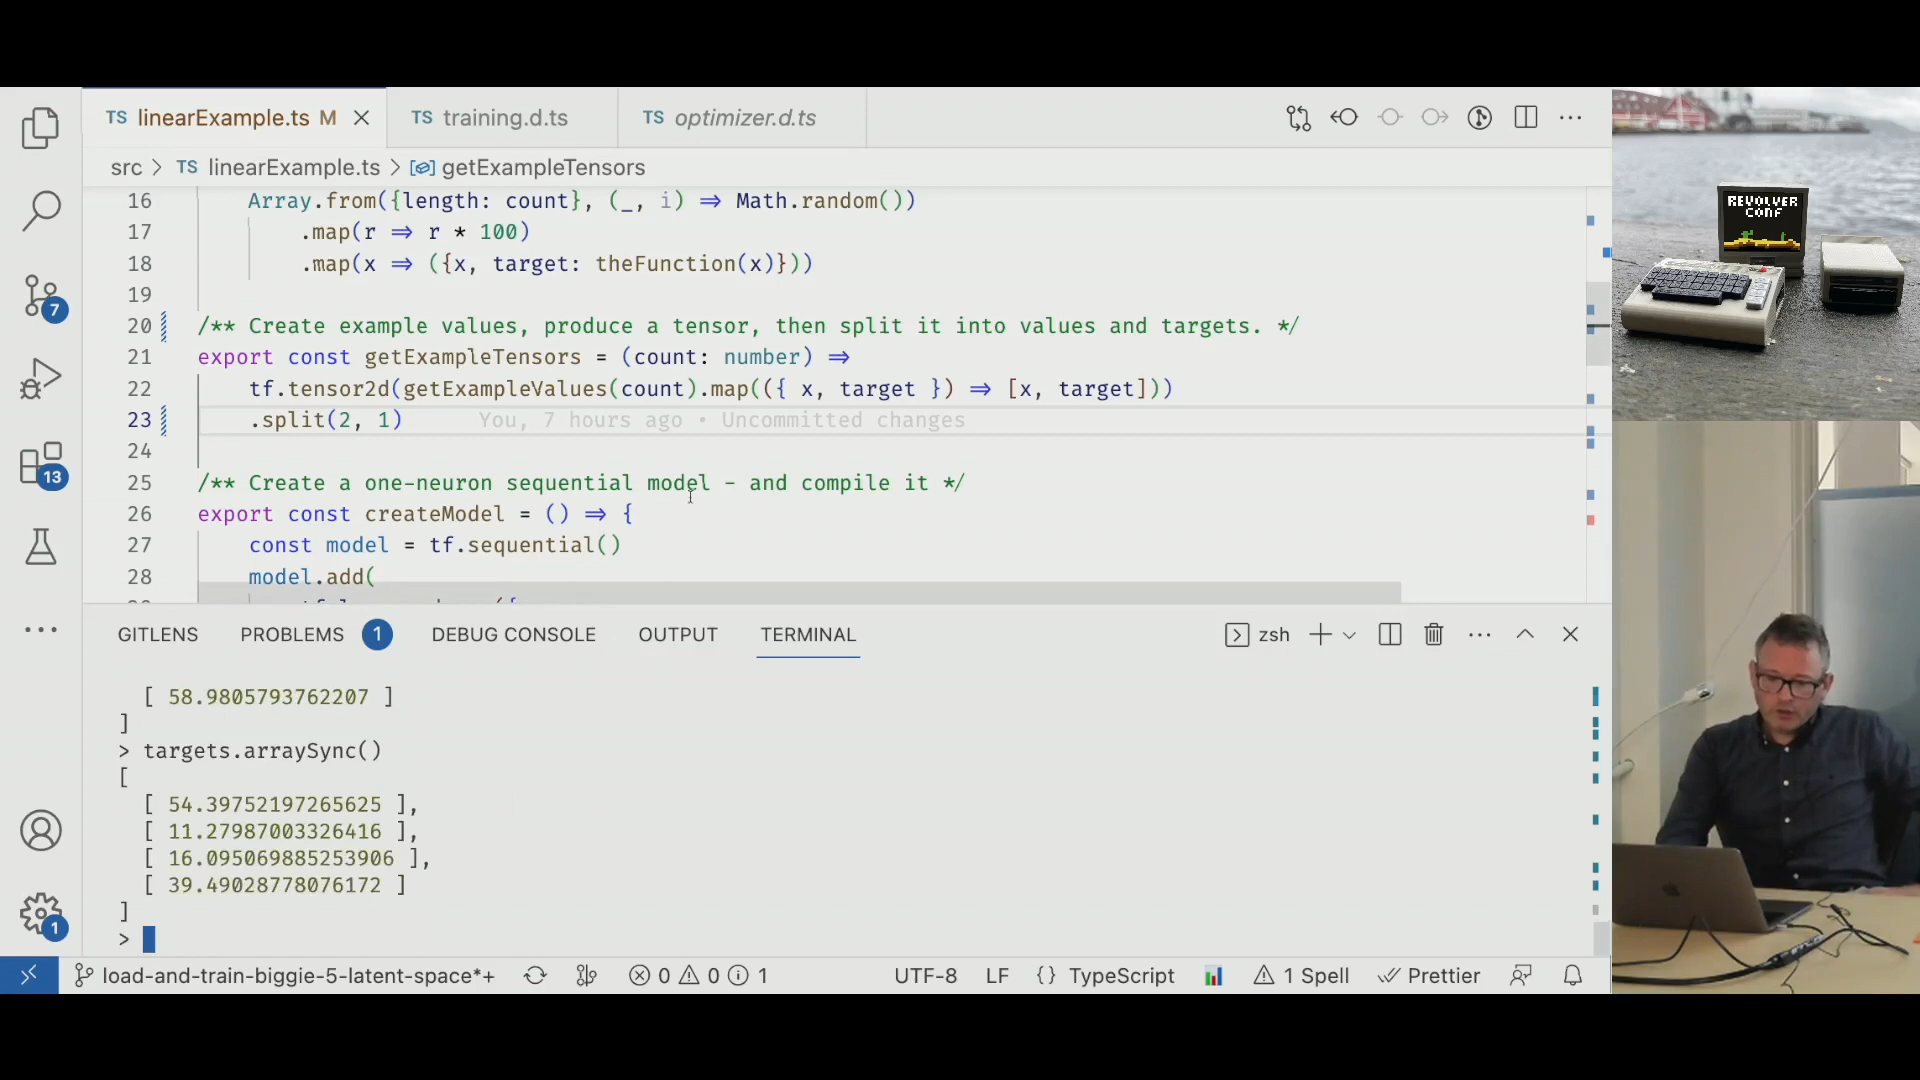 TS linearExample.ts M
TS training.d.ts
TS optimizer.d.ts
src > TS linearExample.ts > getExampleTensors
16 Array.from({length: count}, (_, i) ⇒ Math.random())
17 .map(r ⇒ r * 100)
18 .map(x ⇒ ({x, target: theFunction(x)}))
19
20 /** Create example values, produce a tensor, then split it into values and targets. */
21 export const getExampleTensors = (count: number) ⇒
22 tf.tensor2d(getExampleValues(count).map(({ x, target }) ⇒ [x, target]))
23 .split(2, 1) You, 7 hours ago • Uncommitted changes
24
25 /** Create a one-neuron sequential model - and compile it */
26 export const createModel = () ⇒ {
27 const model = tf.sequential()
28 model.add(
7
13
1
GITLENS PROBLEMS 1 DEBUG CONSOLE OUTPUT TERMINAL
zsh
[ 58.9805793762207 ]
]
> targets.arraySync()
[
[ 54.39752197265625 ],
[ 11.27987003326416 ],
[ 16.095069885253906 ],
[ 39.49028778076172 ]
]
>
load-and-train-biggie-5-latent-space*+ 0 0 1 UTF-8 LF {} TypeScript 1 Spell Prettier
REVOLVER
CONF